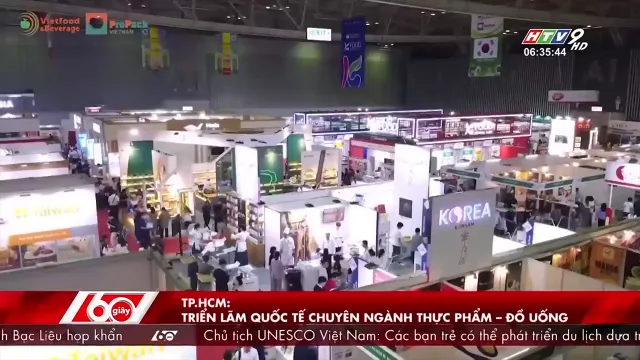 Vietfood
&Beverage
ProPack
VIETNAM
HTV9
HD
06:35:44
KOREA
Taiwan
60
giây
TP.HCM:
TRIỂN LÃM QUỐC TẾ CHUYÊN NGÀNH THỰC PHẨM – ĐỒ UỐNG
h Bạc Liêu họp khẩn
60
Chủ tịch UNESCO Việt Nam: Các bạn trẻ có thể phát triển du lịch dựa t